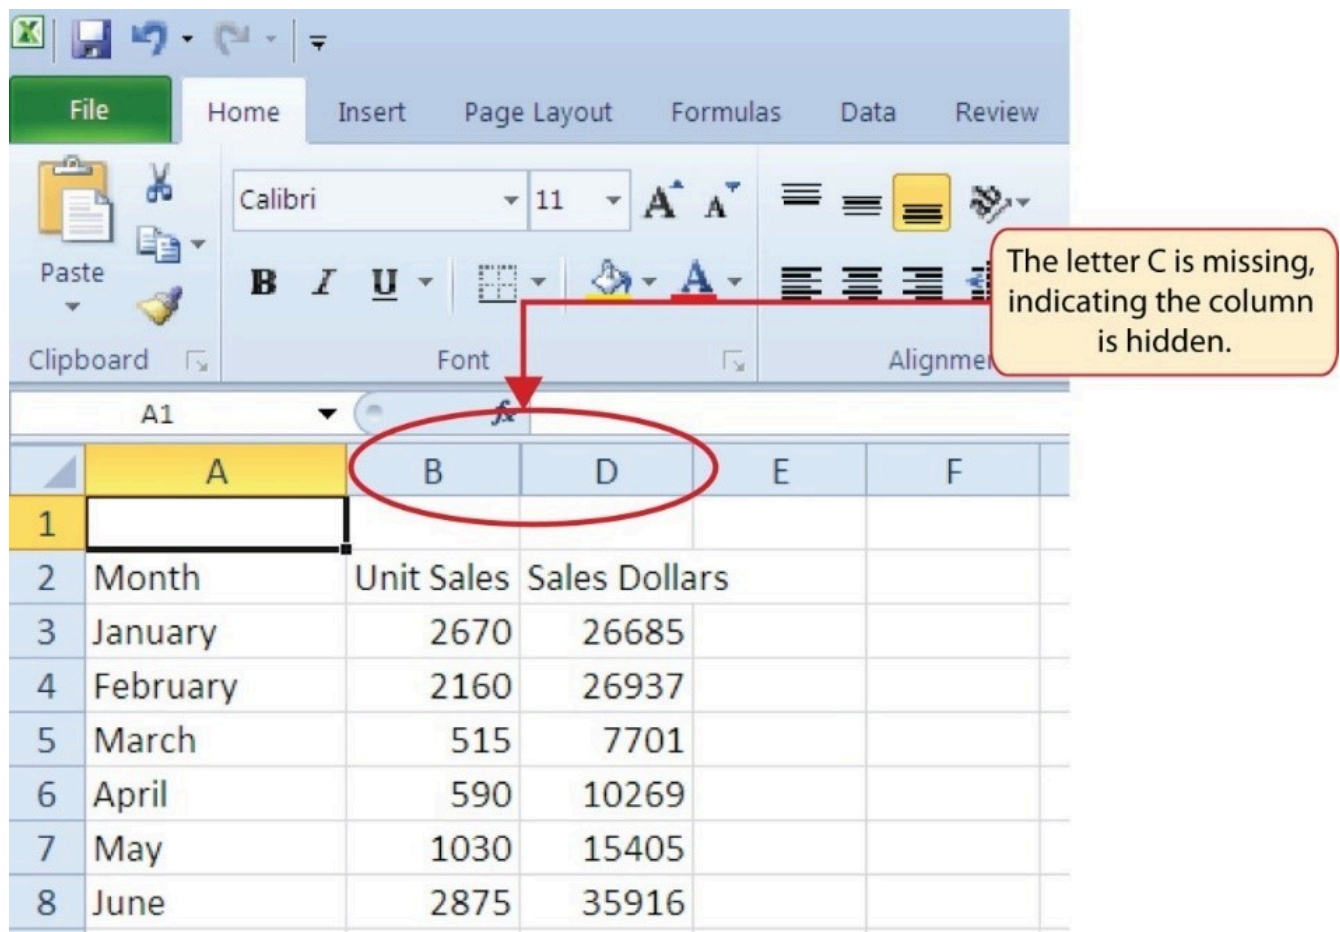 File Home Insert Page Layout Formulas Data Review
Calibri 11 A A
Paste B I U A
Clipboard Font Alignme
The letter C is missing,
indicating the column
is hidden.
A1 fx
A B D E F
1
2 Month Unit Sales Sales Dollars
3 January 2670 26685
4 February 2160 26937
5 March 515 7701
6 April 590 10269
7 May 1030 15405
8 June 2875 35916